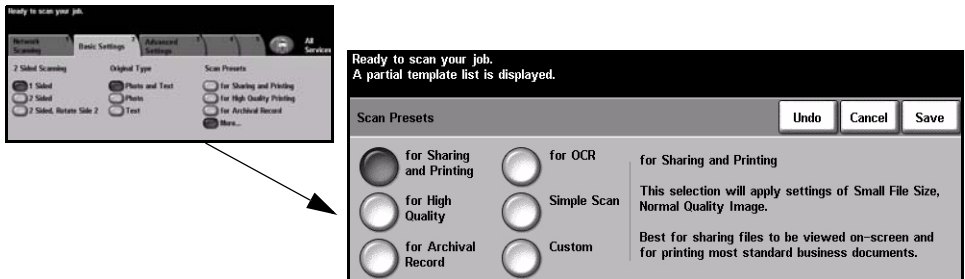 Ready to scan your job.
Network Scanning 1
Basic Settings 2
Advanced Settings 3
4
5
All Services
2 Sided Scanning
1 Sided
2 Sided
2 Sided, Rotate Side 2
Original Type
Photo and Text
Photo
Text
Scan Presets
for Sharing and Printing
for High Quality Printing
for Archival Record
More...
Ready to scan your job.
A partial template list is displayed.
Scan Presets
Undo
Cancel
Save
for Sharing
and Printing
for High
Quality
for Archival
Record
for OCR
Simple Scan
Custom
for Sharing and Printing
This selection will apply settings of Small File Size,
Normal Quality Image.
Best for sharing files to be viewed on-screen and
for printing most standard business documents.